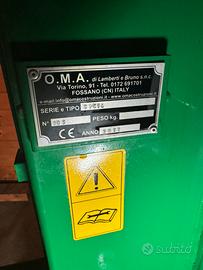 O.M.A. di Lamberti e Bruno s.n.c.
Via Torino, 91 - Tel. 0172 691701
FOSSANO (CN) ITALY
e.mail info@omacostruzioni.it - www.omacostruzioni.it
SERIE e TIPO
N° PESO kg.
CE ANNO
subito